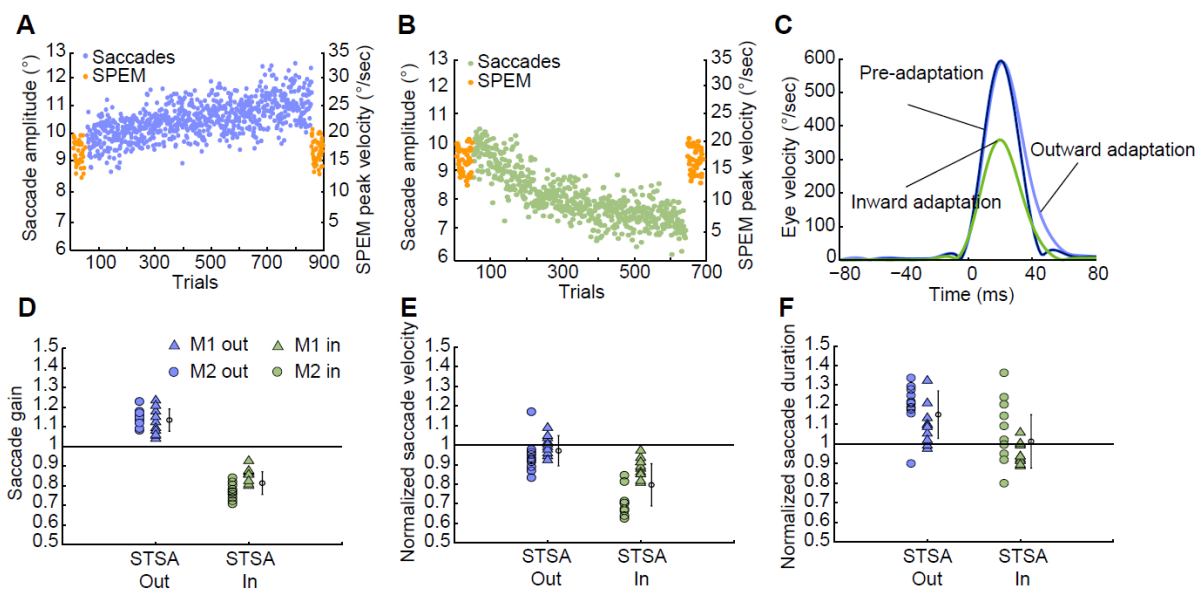 A
Saccade amplitude (°)
13
12
11
10
9
8
7
6
Saccades
SPEM
35
30
25
20
15
10
5
SPEM peak velocity (°/sec)
100 300 500 700 900
Trials
B
Saccade amplitude (°)
13
12
11
10
9
8
7
6
Saccades
SPEM
35
30
25
20
15
10
5
SPEM peak velocity (°/sec)
100 300 500 700
Trials
C
Eye velocity (°/sec)
600
500
400
300
200
100
0
Pre-adaptation
Outward adaptation
Inward adaptation
−80 −40 0 40 80
Time (ms)
D
Saccade gain
1.5
1.4
1.3
1.2
1.1
1
0.9
0.8
0.7
0.6
0.5
M1 out M1 in
M2 out M2 in
STSA STSA
Out In
E
Normalized saccade velocity
1.5
1.4
1.3
1.2
1.1
1
0.9
0.8
0.7
0.6
0.5
STSA STSA
Out In
F
Normalized saccade duration
1.5
1.4
1.3
1.2
1.1
1
0.9
0.8
0.7
0.6
0.5
STSA STSA
Out In